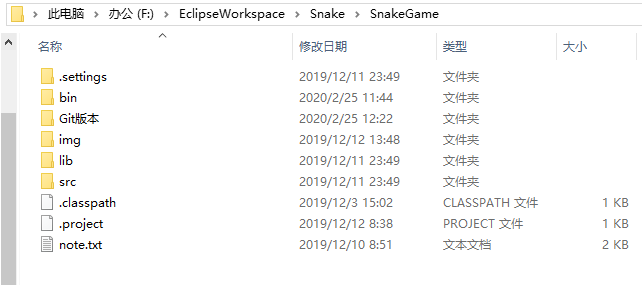 此电脑 > 办公 (F:) > EclipseWorkspace > Snake > SnakeGame
名称 修改日期 类型 大小
.settings 2019/12/11 23:49 文件夹
bin 2020/2/25 11:44 文件夹
Git版本 2020/2/25 12:22 文件夹
img 2019/12/12 13:48 文件夹
lib 2019/12/11 23:49 文件夹
src 2019/12/11 23:49 文件夹
.classpath 2019/12/3 15:02 CLASSPATH 文件 1 KB
.project 2019/12/12 8:38 PROJECT 文件 1 KB
note.txt 2019/12/10 8:51 文本文档 2 KB